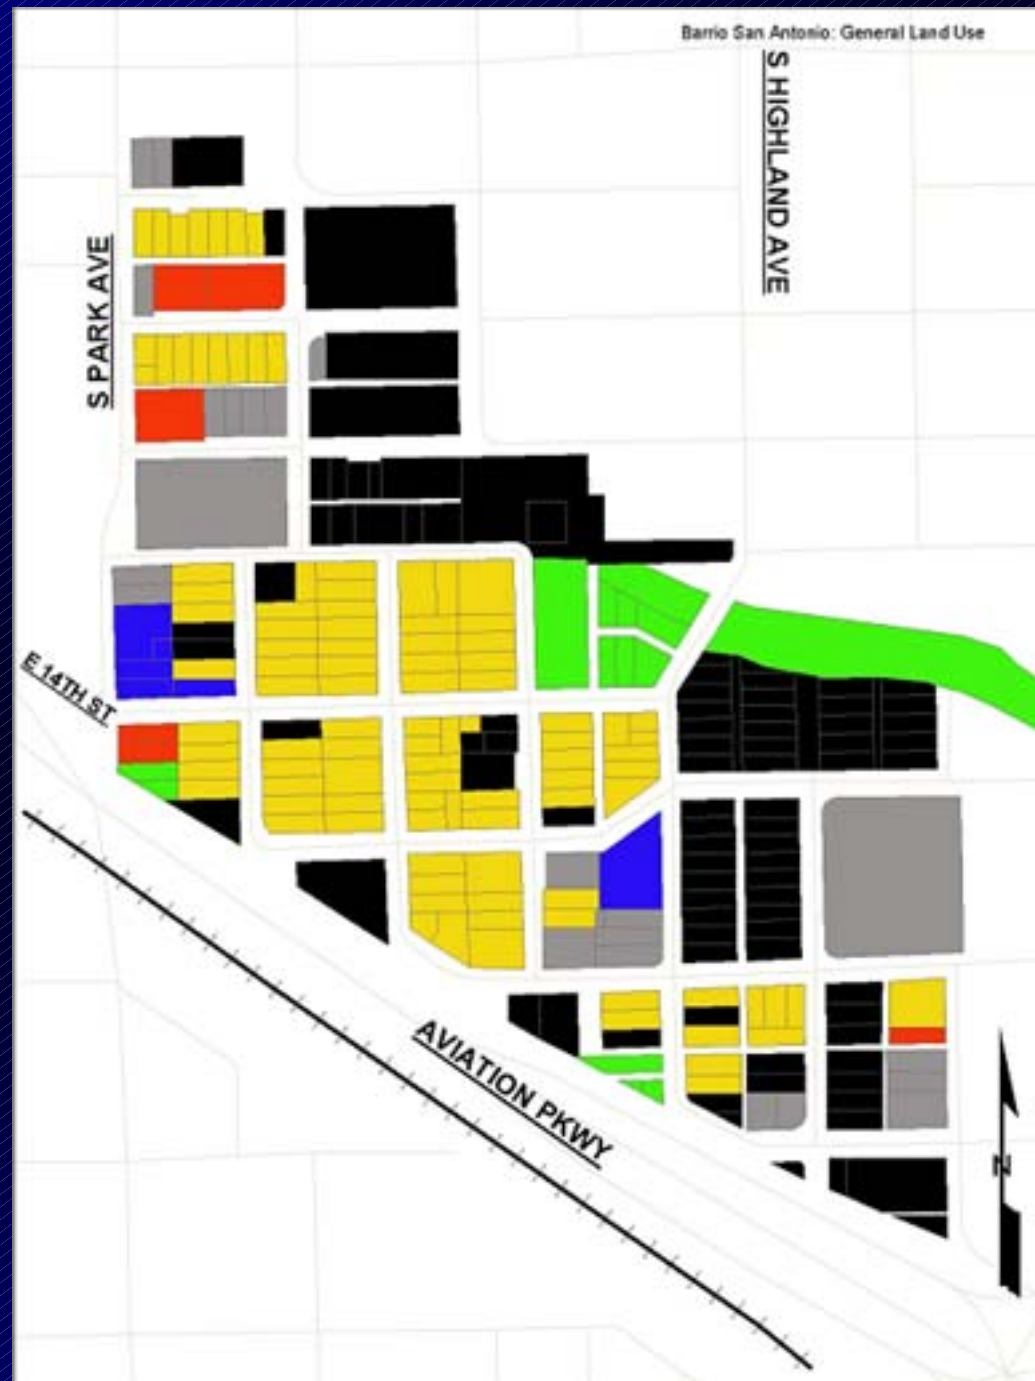 Barrio San Antonio: General Land Use
S HIGHLAND AVE
S PARK AVE
E 14TH ST
AVIATION PKWY
N